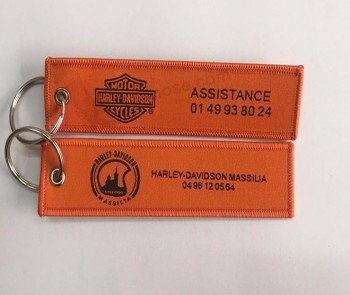 MOTOR
HARLEY-DAVIDSON
CYCLES
®
ASSISTANCE
01 49 93 80 24
HARLEY-DAVIDSON
MASSILIA
HARLEY-DAVIDSON MASSILIA
04 96 12 05 64